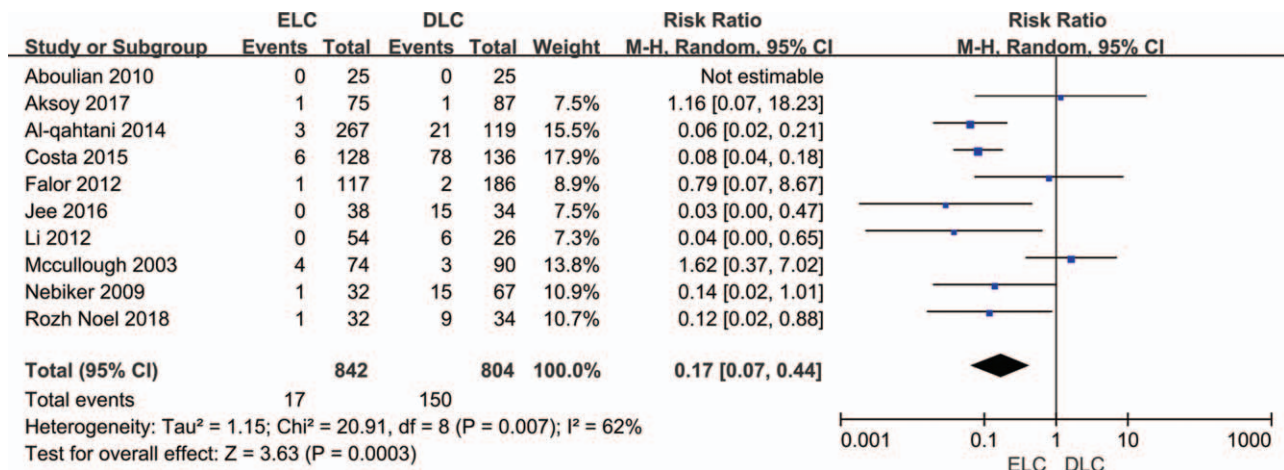 ELC DLC Risk Ratio Risk Ratio
Study or Subgroup Events Total Events Total Weight M-H, Random, 95% CI M-H, Random, 95% CI
Aboulian 2010 0 25 0 25 Not estimable
Aksoy 2017 1 75 1 87 7.5% 1.16 [0.07, 18.23]
Al-qahtani 2014 3 267 21 119 15.5% 0.06 [0.02, 0.21]
Costa 2015 6 128 78 136 17.9% 0.08 [0.04, 0.18]
Falor 2012 1 117 2 186 8.9% 0.79 [0.07, 8.67]
Jee 2016 0 38 15 34 7.5% 0.03 [0.00, 0.47]
Li 2012 0 54 6 26 7.3% 0.04 [0.00, 0.65]
Mccullough 2003 4 74 3 90 13.8% 1.62 [0.37, 7.02]
Nebiker 2009 1 32 15 67 10.9% 0.14 [0.02, 1.01]
Rozh Noel 2018 1 32 9 34 10.7% 0.12 [0.02, 0.88]
Total (95% CI) 842 804 100.0% 0.17 [0.07, 0.44]
Total events 17 150
Heterogeneity: Tau² = 1.15; Chi² = 20.91, df = 8 (P = 0.007); I² = 62%
Test for overall effect: Z = 3.63 (P = 0.0003)
0.001 0.1 1 10 1000
ELC DLC